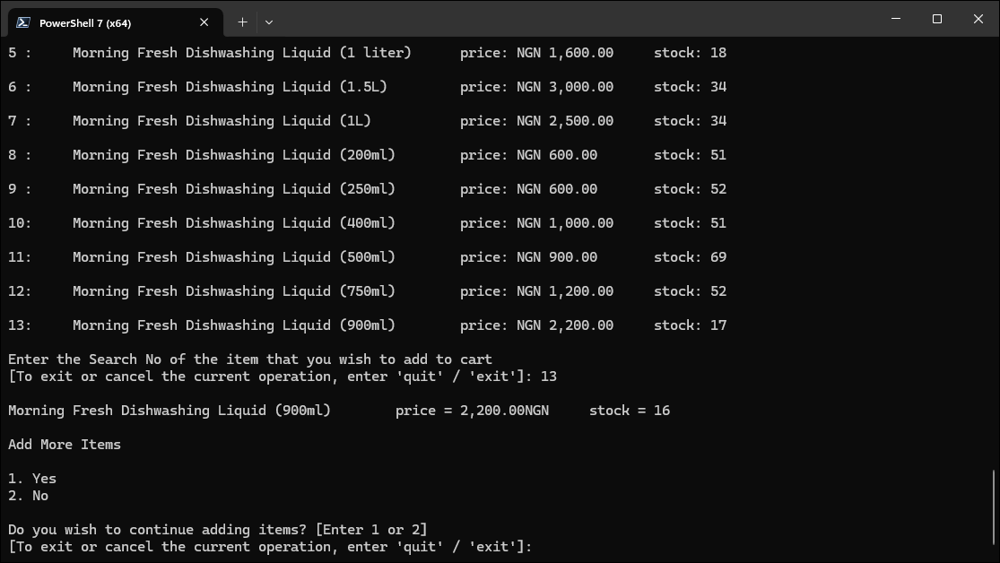 PowerShell 7 (x64)
5 : Morning Fresh Dishwashing Liquid (1 liter) price: NGN 1,600.00 stock: 18
6 : Morning Fresh Dishwashing Liquid (1.5L) price: NGN 3,000.00 stock: 34
7 : Morning Fresh Dishwashing Liquid (1L) price: NGN 2,500.00 stock: 34
8 : Morning Fresh Dishwashing Liquid (200ml) price: NGN 600.00 stock: 51
9 : Morning Fresh Dishwashing Liquid (250ml) price: NGN 600.00 stock: 52
10: Morning Fresh Dishwashing Liquid (400ml) price: NGN 1,000.00 stock: 51
11: Morning Fresh Dishwashing Liquid (500ml) price: NGN 900.00 stock: 69
12: Morning Fresh Dishwashing Liquid (750ml) price: NGN 1,200.00 stock: 52
13: Morning Fresh Dishwashing Liquid (900ml) price: NGN 2,200.00 stock: 17
Enter the Search No of the item that you wish to add to cart
[To exit or cancel the current operation, enter 'quit' / 'exit']: 13
Morning Fresh Dishwashing Liquid (900ml) price = 2,200.00NGN stock = 16
Add More Items
1. Yes
2. No
Do you wish to continue adding items? [Enter 1 or 2]
[To exit or cancel the current operation, enter 'quit' / 'exit']: